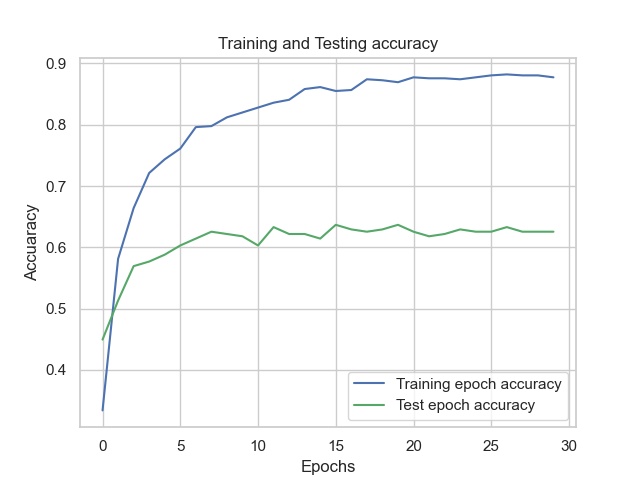 Training and Testing accuracy
0.9
0.8
0.7
0.6
0.5
0.4
Accuaracy
0 5 10 15 20 25 30
Epochs
Training epoch accuracy
Test epoch accuracy